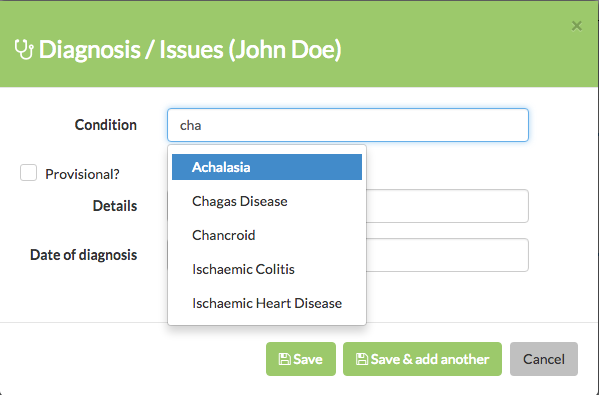 Diagnosis / Issues (John Doe)
×
Condition
cha
Achalasia
Provisional?
Chagas Disease
Details
Chancroid
Date of diagnosis
Ischaemic Colitis
Ischaemic Heart Disease
Save
Save & add another
Cancel